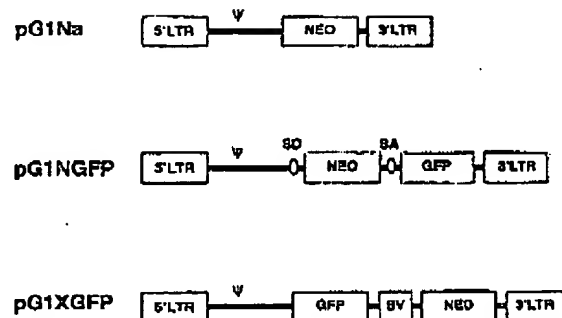 Ψ
pG1Na 5'LTR NEO 3'LTR
Ψ SD SA
pG1NGFP 5'LTR NEO GFP 3'LTR
Ψ
pG1XGFP 5'LTR GFP SV NEO 3'LTR